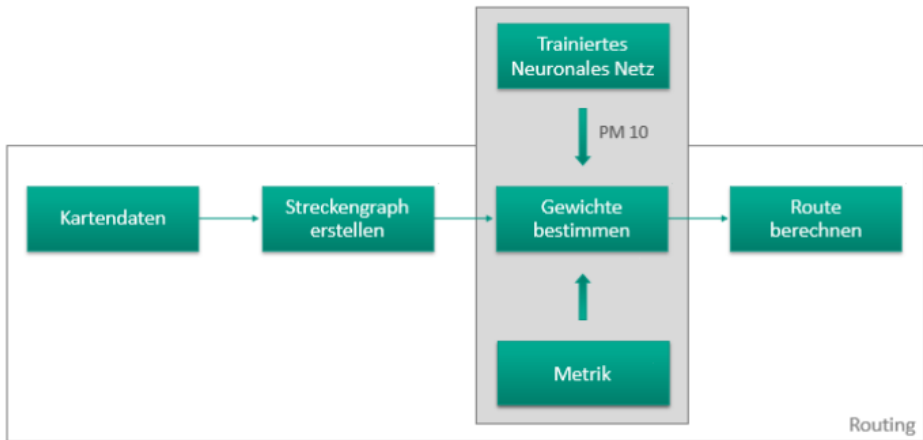 Trainiertes
Neuronales Netz
PM 10
Kartendaten
Streckengraph
erstellen
Gewichte
bestimmen
Route
berechnen
Metrik
Routing